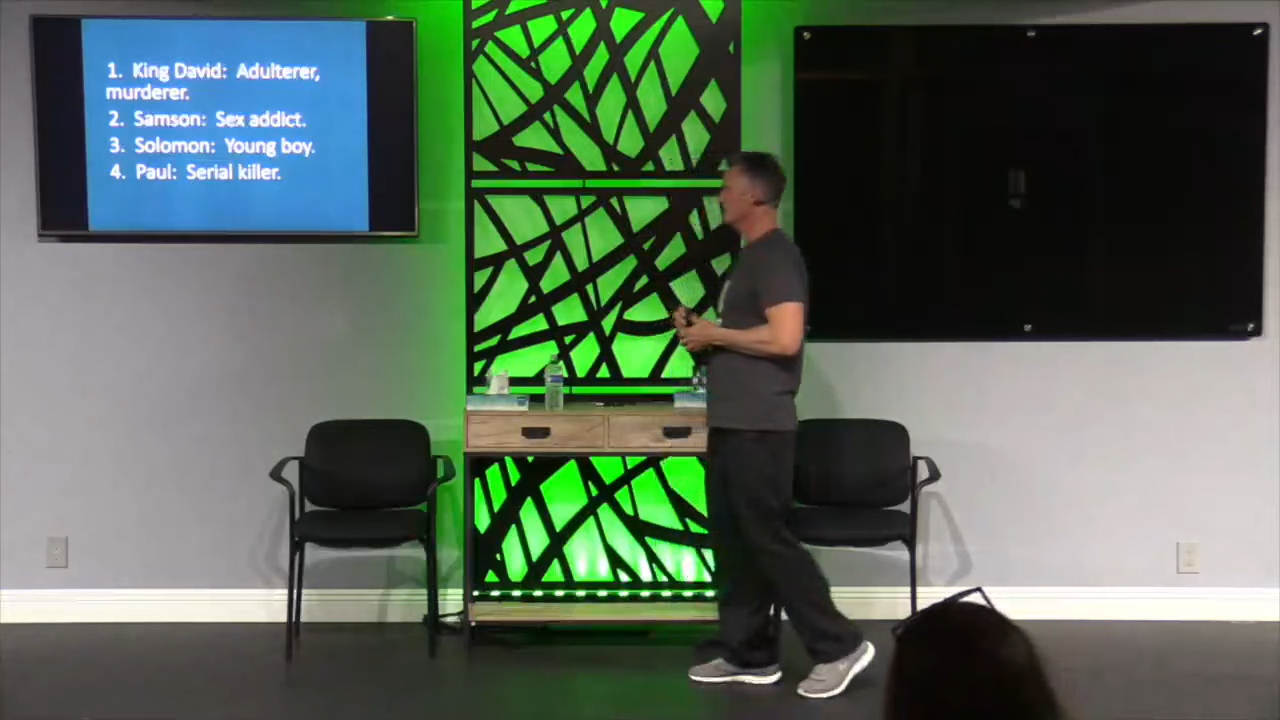 1. King David: Adulterer,
murderer.
2. Samson: Sex addict.
3. Solomon: Young boy.
4. Paul: Serial killer.